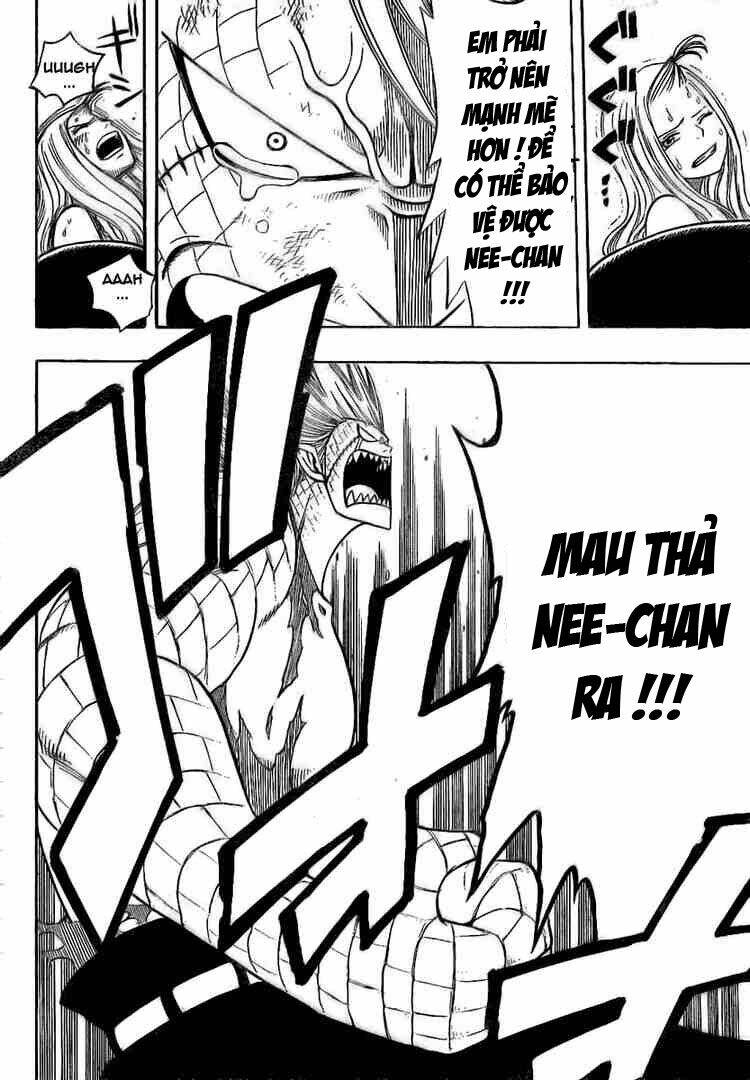 UUUGH
...
AAAH
...
EM PHẢI
TRỞ NÊN
MẠNH MẼ
HƠN ! ĐỂ
CÓ THỂ BẢO
VỆ ĐƯỢC
NEE-CHAN
!!!
MAU THẢ
NEE-CHAN
RA !!!